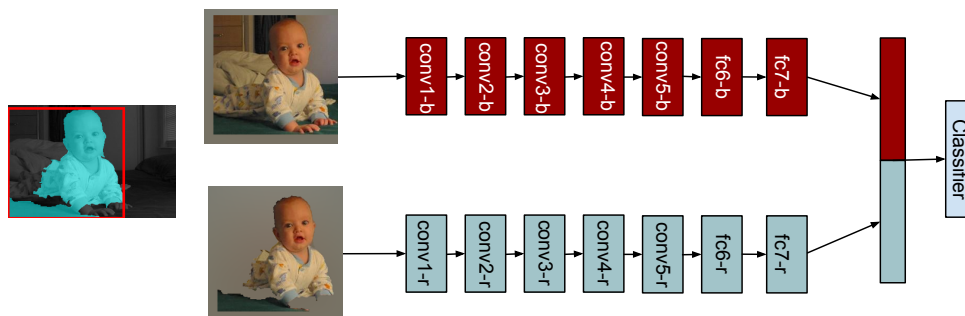 conv1-b
conv2-b
conv3-b
conv4-b
conv5-b
fc6-b
fc7-b
conv1-r
conv2-r
conv3-r
conv4-r
conv5-r
fc6-r
fc7-r
Classifier